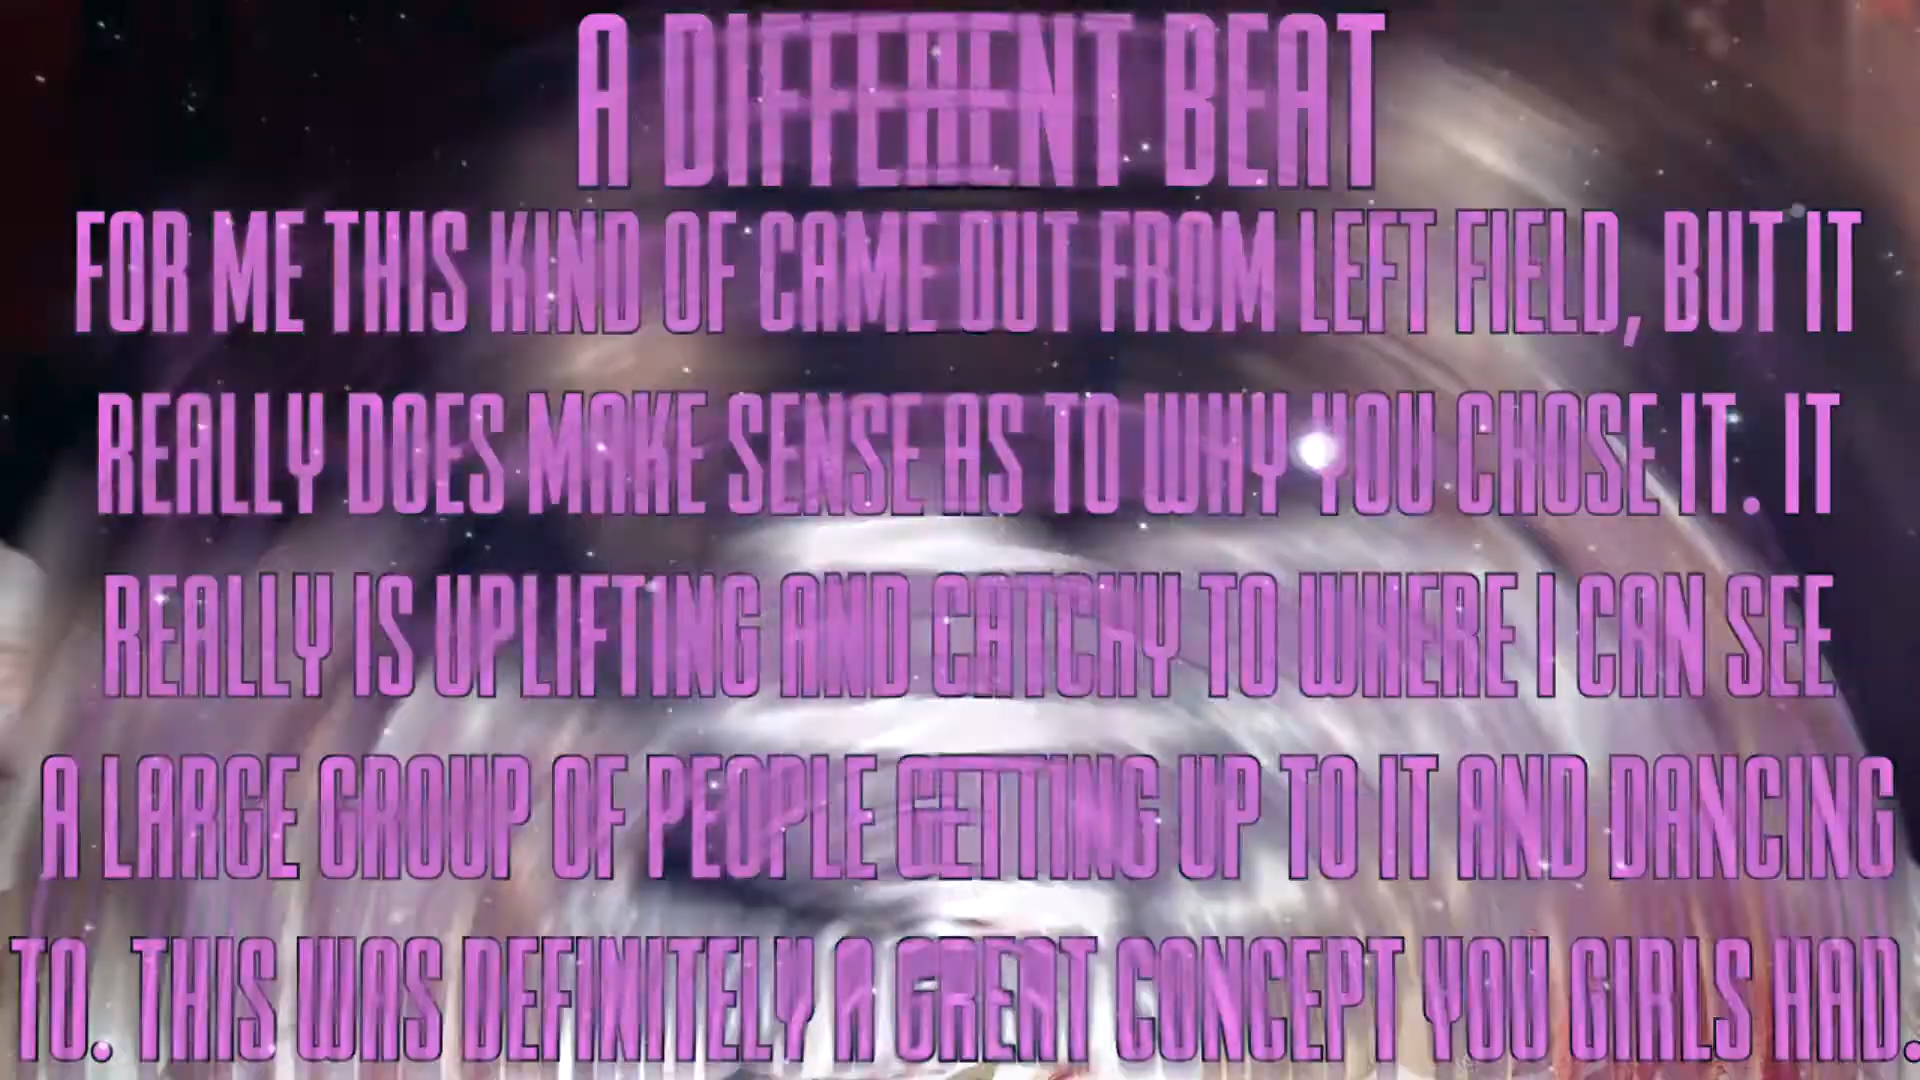 A DIFFERENT BEAT
FOR ME THIS KIND OF CAME OUT FROM LEFT FIELD, BUT IT
REALLY DOES MAKE SENSE AS TO WHY YOU CHOSE IT. IT
REALLY IS UPLIFTING AND CATCHY TO WHERE I CAN SEE
A LARGE GROUP OF PEOPLE GETTING UP TO IT AND DANCING
TO. THIS WAS DEFINITELY A GREAT CONCEPT YOU GIRLS HAD.